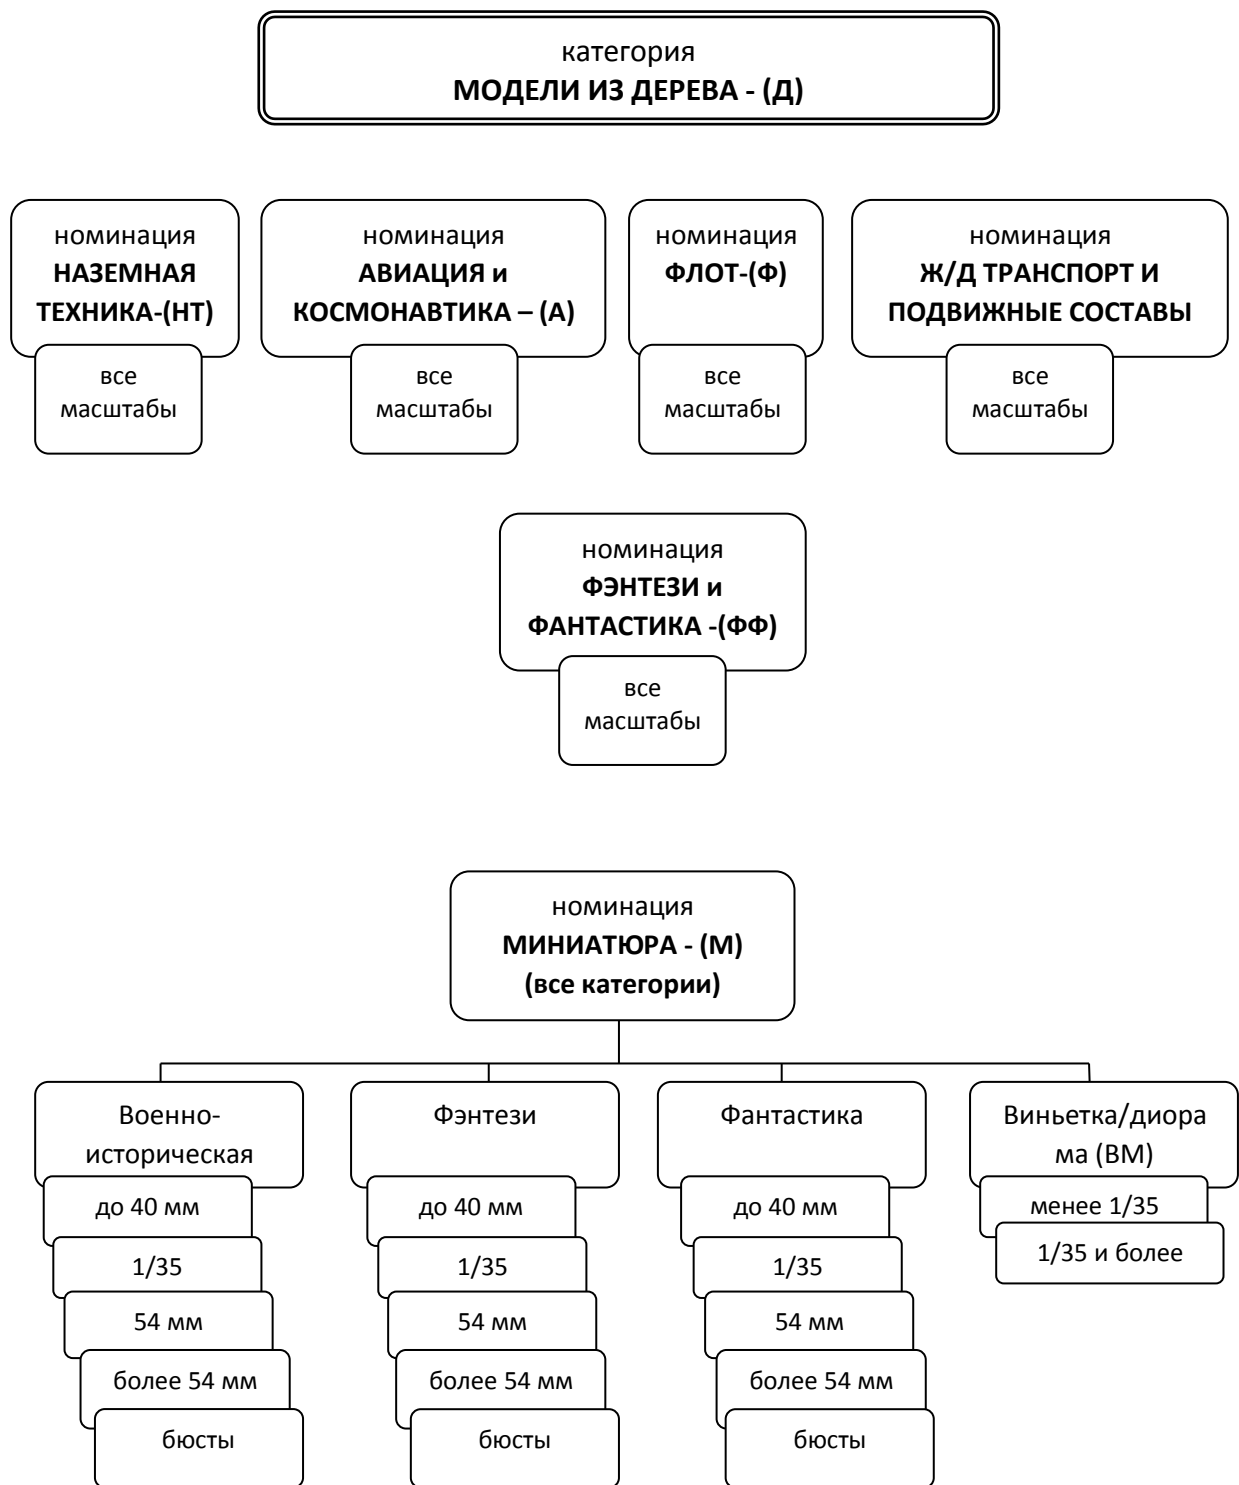 категория
МОДЕЛИ ИЗ ДЕРЕВА - (Д)
номинация
НАЗЕМНАЯ
ТЕХНИКА-(НТ)
все
масштабы
номинация
АВИАЦИЯ и
КОСМОНАВТИКА – (А)
все
масштабы
номинация
ФЛОТ-(Ф)
все
масштабы
номинация
Ж/Д ТРАНСПОРТ И
ПОДВИЖНЫЕ СОСТАВЫ
все
масштабы
номинация
ФЭНТЕЗИ и
ФАНТАСТИКА -(ФФ)
все
масштабы
номинация
МИНИАТЮРА - (М)
(все категории)
Военно-
историческая
до 40 мм
1/35
54 мм
более 54 мм
бюсты
Фэнтези
до 40 мм
1/35
54 мм
более 54 мм
бюсты
Фантастика
до 40 мм
1/35
54 мм
более 54 мм
бюсты
Виньетка/диора
ма (ВМ)
менее 1/35
1/35 и более